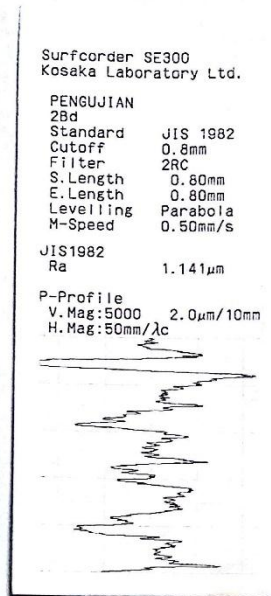 Surfcorder SE300
Kosaka Laboratory Ltd.
PENGUJIAN
2Bd
Standard JIS 1982
Cutoff 0.8mm
Filter 2RC
S.Length 0.80mm
E.Length 0.80mm
Levelling Parabola
M-Speed 0.50mm/s
JIS1982
Ra 1.141μm
P-Profile
V.Mag:5000 2.0μm/10mm
H.Mag:50mm/λc